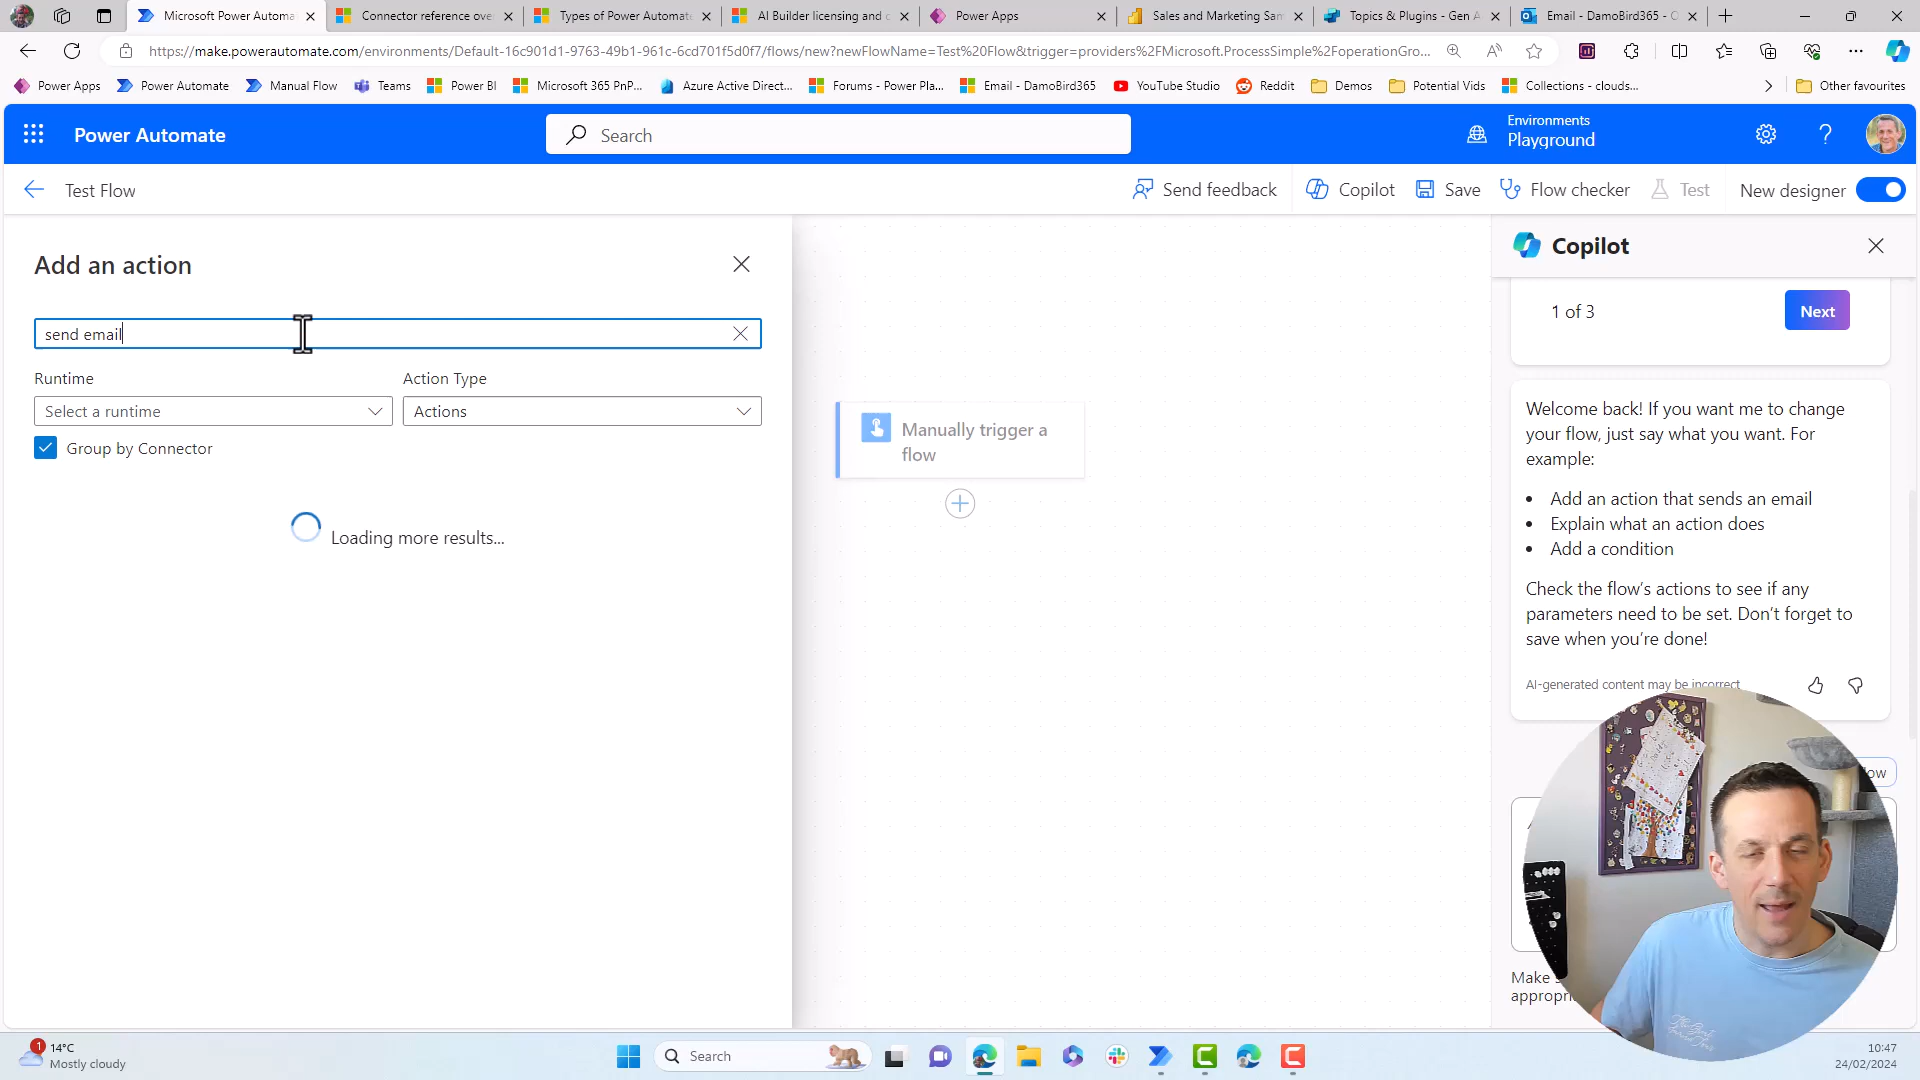 Microsoft Power Automa
Connector reference ove
Types of Power Automate
AI Builder licensing and c
Power Apps
Sales and Marketing Sam
Topics & Plugins - Gen A
Email - DamoBird365 - O
https://make.powerautomate.com/environments/Default-16c901d1-9763-49b1-961c-6cd701f5d0f7/flows/new?newFlowName=Test%20Flow&trigger=providers%2FMicrosoft.ProcessSimple%2FoperationGro...
Power Apps
Power Automate
Manual Flow
Teams
Power BI
Microsoft 365 PnP...
Azure Active Direct...
Forums - Power Pla...
Email - DamoBird365
YouTube Studio
Reddit
Demos
Potential Vids
Collections - clouds...
Other favourites
Power Automate
Search
Environments
Playground
Test Flow
Send feedback
Copilot
Save
Flow checker
Test
New designer
Add an action
send email
Runtime
Action Type
Select a runtime
Actions
Group by Connector
Loading more results...
Manually trigger a
flow
Copilot
1 of 3
Next
Welcome back! If you want me to change
your flow, just say what you want. For
example:
• Add an action that sends an email
• Explain what an action does
• Add a condition
Check the flow's actions to see if any
parameters need to be set. Don't forget to
save when you're done!
AI-generated content may be incorrect
Make
appropri
1
14°C
Mostly cloudy
Search
10:47
24/02/2024